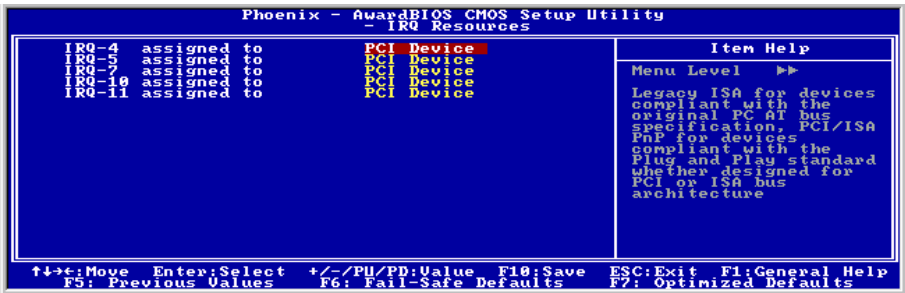 Phoenix - AwardBIOS CMOS Setup Utility
- IRQ Resources
IRQ-4 assigned to PCI Device
IRQ-5 assigned to PCI Device
IRQ-7 assigned to PCI Device
IRQ-10 assigned to PCI Device
IRQ-11 assigned to PCI Device
Item Help
Menu Level ▶▶
Legacy ISA for devices
compliant with the
original PC AT bus
specification, PCI/ISA
PnP for devices
compliant with the
Plug and Play standard
whether designed for
PCI or ISA bus
architecture
↑↓→←:Move Enter:Select +/-/PU/PD:Value F10:Save ESC:Exit F1:General Help
F5: Previous Values F6: Fail-Safe Defaults F7: Optimized Defaults